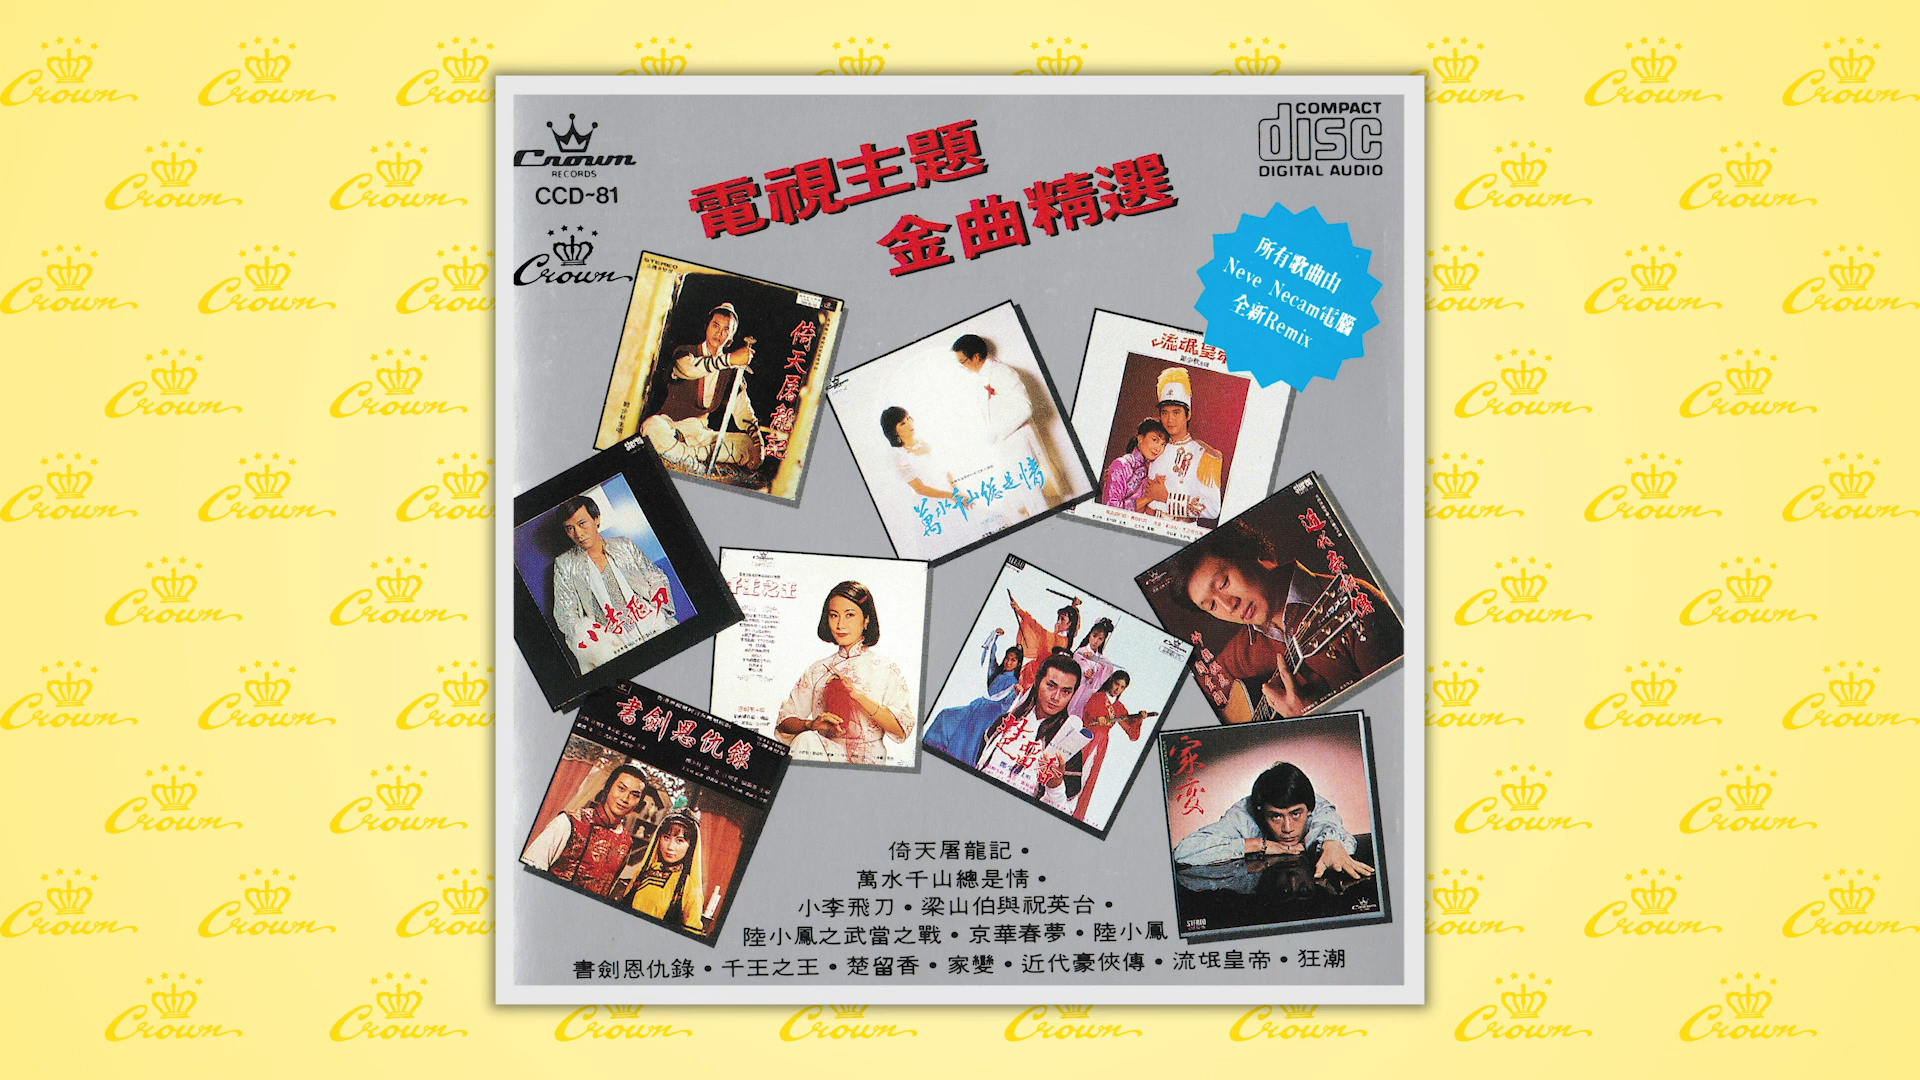 Crown
RECORDS
CCD~81
Crown
COMPACT
disc
DIGITAL AUDIO
電視主題
金曲精選
所有歌曲由
Neve Necam電腦
全新Remix
STEREO
倚天屠龍記
萬水千山總是情
流氓皇帝
stereo
小李飛刀
千王之王
楚留香
stereo
近代豪俠傳
書劍恩仇錄
家變
STEREO
倚天屠龍記•
萬水千山總是情•
小李飛刀•梁山伯與祝英台•
陸小鳳之武當之戰•京華春夢•陸小鳳
書劍恩仇錄•千王之王•楚留香•家變•近代豪俠傳•流氓皇帝•狂潮